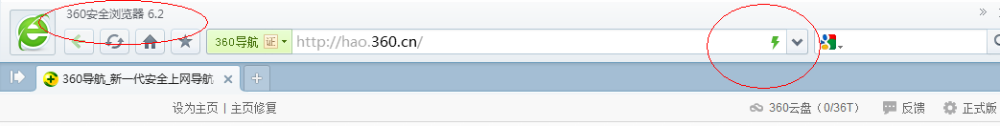 360安全浏览器 6.2
360导航 证 http://hao.360.cn/
360导航_新一代安全上网导航
设为主页 | 主页修复 360云盘（0/36T） 反馈 正式版